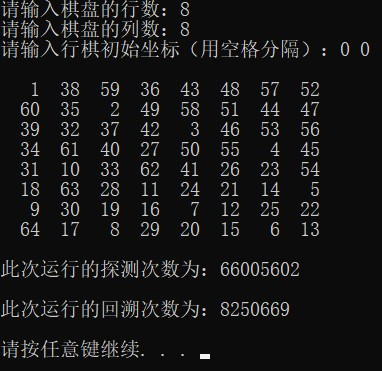 请输入棋盘的行数：8
请输入棋盘的列数：8
请输入行棋初始坐标（用空格分隔）：0 0
1 38 59 36 43 48 57 52
60 35 2 49 58 51 44 47
39 32 37 42 3 46 53 56
34 61 40 27 50 55 4 45
31 10 33 62 41 26 23 54
18 63 28 11 24 21 14 5
9 30 19 16 7 12 25 22
64 17 8 29 20 15 6 13
此次运行的探测次数为：66005602
此次运行的回溯次数为：8250669
请按任意键继续. . .